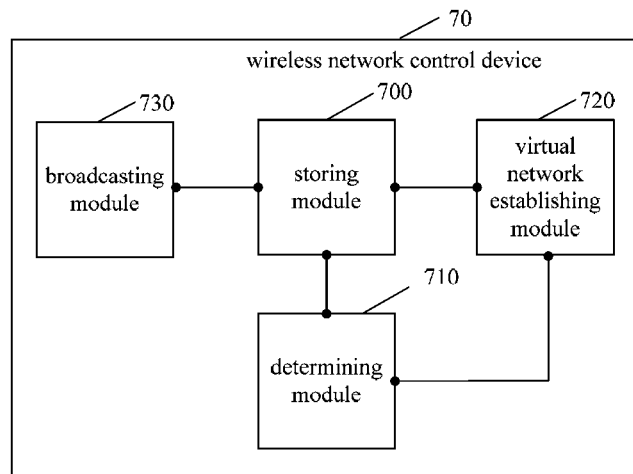 70
wireless network control device
730
700
720
broadcasting
module
storing
module
virtual
network
establishing
module
710
determining
module